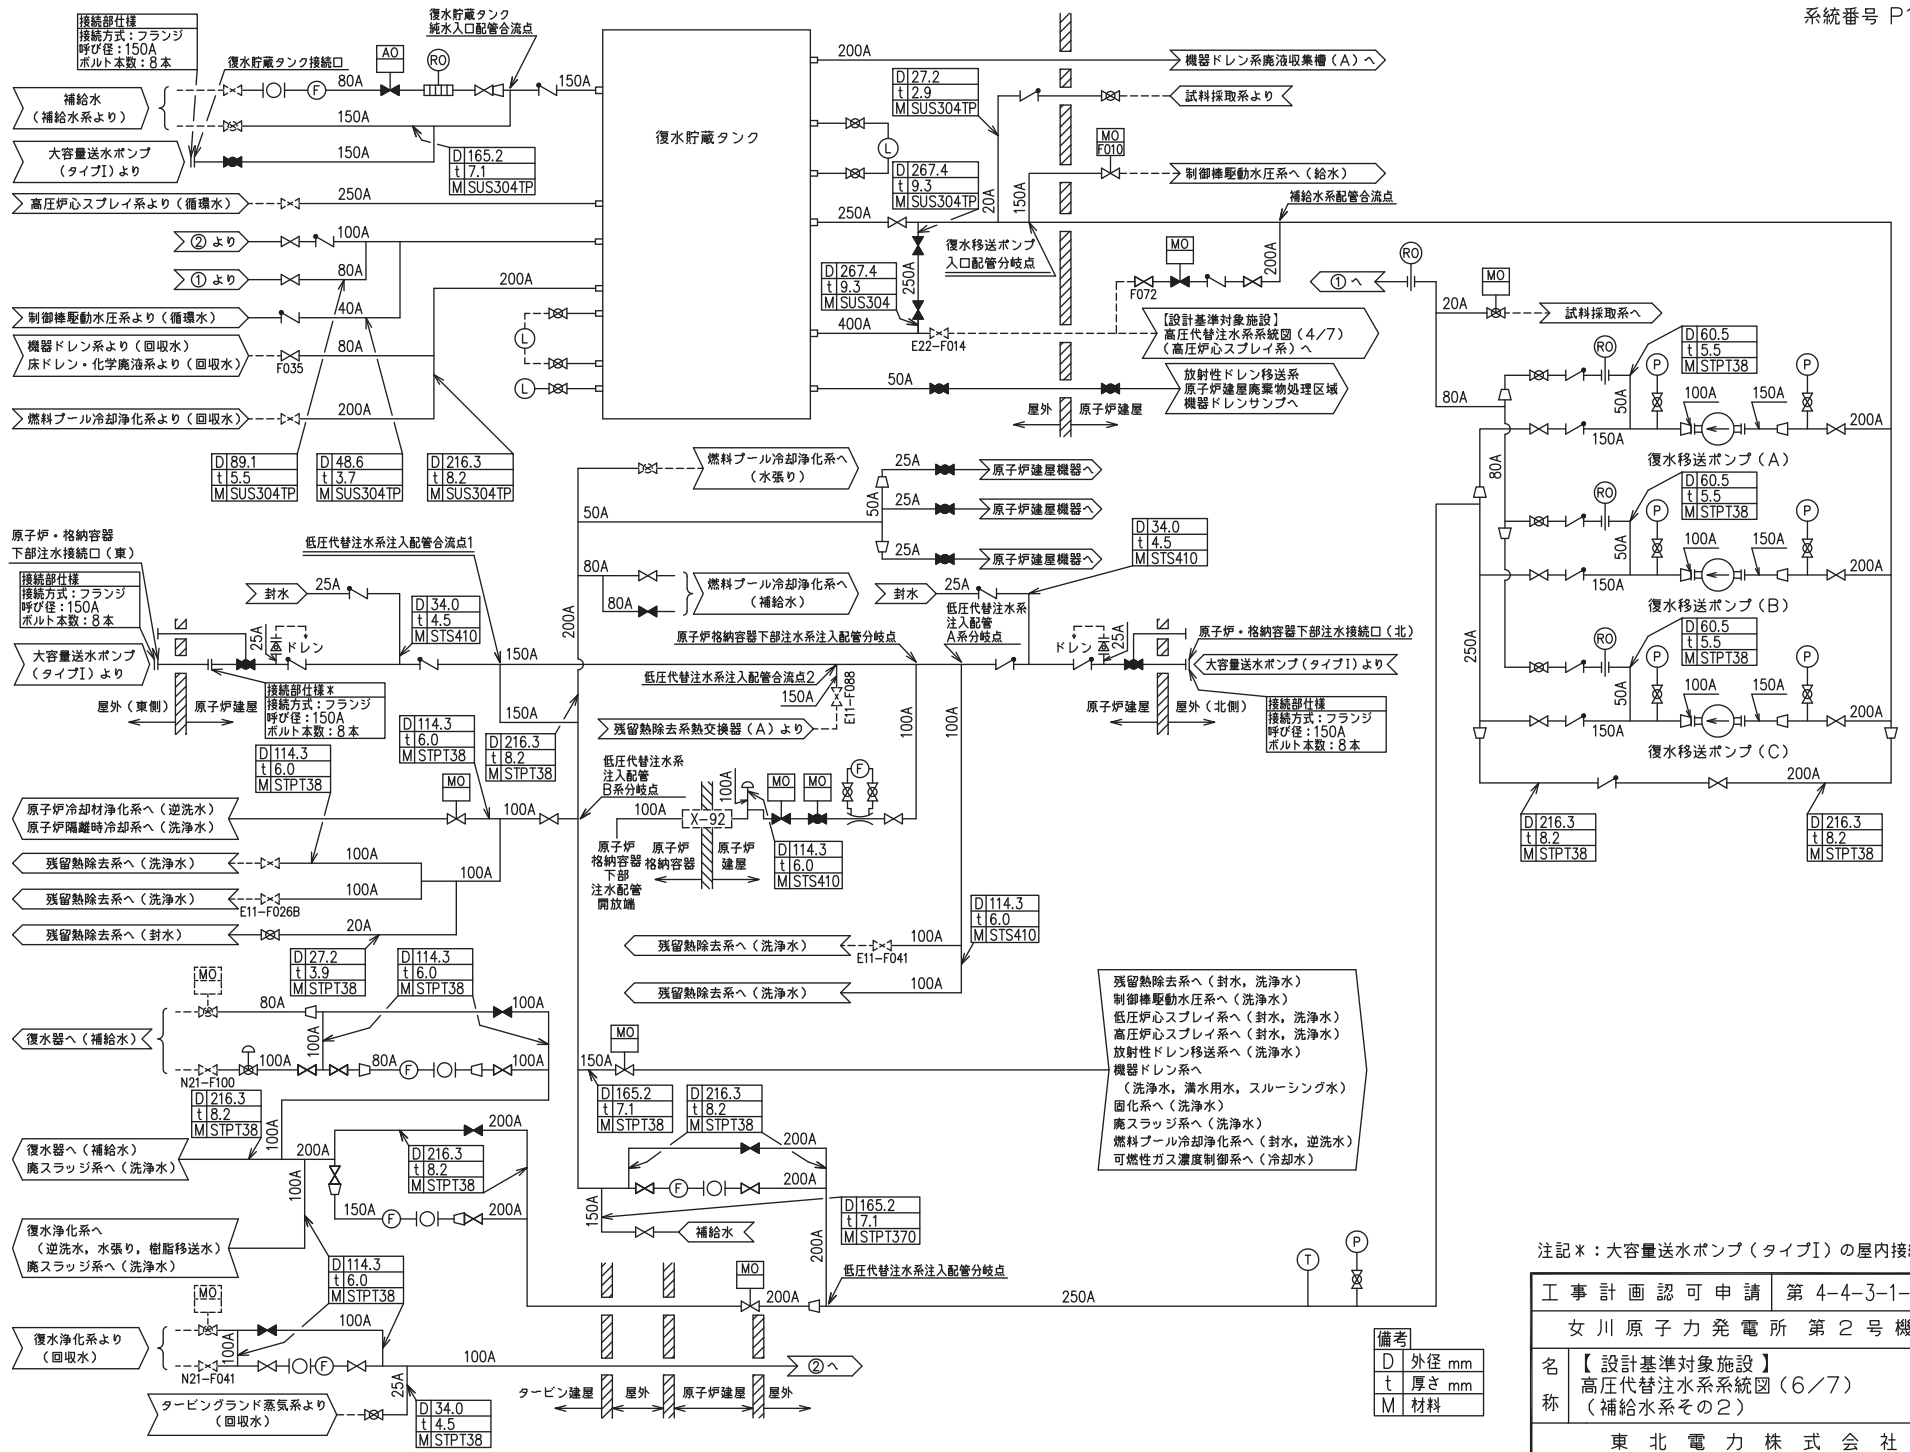 系統番号 P1
接続部仕様
接続方式:フランジ
呼び径:150A
ボルト本数:8本
復水貯蔵タンク接続口
復水貯蔵タンク
純水入口配管合流点
AO
RO
F
80A
150A
補給水
(補給水系より)
150A
大容量送水ポンプ
(タイプI)より
150A
D 165.2
t 7.1
M SUS304TP
高圧炉心スプレイ系より(循環水)
250A
②より
100A
①より
80A
200A
制御棒駆動水圧系より(循環水)
40A
機器ドレン系より(回収水)
床ドレン・化学廃液系より(回収水)
F035
80A
燃料プール冷却浄化系より(回収水)
200A
L
L
D 89.1
t 5.5
M SUS304TP
D 48.6
t 3.7
M SUS304TP
D 216.3
t 8.2
M SUS304TP
復水貯蔵タンク
200A
機器ドレン系廃液収集槽(A)へ
D 27.2
t 2.9
M SUS304TP
試料採取系より
L
MO
F010
D 267.4
t 9.3
M SUS304TP
20A
150A
制御棒駆動水圧系へ(給水)
補給水系配管合流点
250A
復水移送ポンプ
入口配管分岐点
D 267.4
t 9.3
M SUS304
250A
MO
200A
F072
400A
E22-F014
【設計基準対象施設】
高圧代替注水系系統図(4/7)
(高圧炉心スプレイ系)へ
50A
放射性ドレン移送系
原子炉建屋廃棄物処理区域
機器ドレンサンプへ
屋外
原子炉建屋
①へ
RO
MO
20A
試料採取系へ
80A
RO
D 60.5
t 5.5
M STPT38
P
P
50A
100A
150A
200A
150A
復水移送ポンプ(A)
80A
RO
D 60.5
t 5.5
M STPT38
P
P
50A
100A
150A
200A
150A
復水移送ポンプ(B)
250A
RO
D 60.5
t 5.5
M STPT38
P
P
50A
100A
150A
200A
150A
復水移送ポンプ(C)
200A
D 216.3
t 8.2
M STPT38
D 216.3
t 8.2
M STPT38
燃料プール冷却浄化系へ
(水張り)
50A
25A
原子炉建屋機器へ
50A
25A
原子炉建屋機器へ
25A
原子炉建屋機器へ
80A
80A
燃料プール冷却浄化系へ
(補給水)
200A
原子炉・格納容器
下部注水接続口(東)
接続部仕様
接続方式:フランジ
呼び径:150A
ボルト本数:8本
低圧代替注水系注入配管合流点1
封水
25A
D 34.0
t 4.5
M STS410
25A
ドレン
大容量送水ポンプ
(タイプI)より
屋外(東側)
原子炉建屋
接続部仕様*
接続方式:フランジ
呼び径:150A
ボルト本数:8本
150A
150A
D 114.3
t 6.0
M STPT38
D 216.3
t 8.2
M STPT38
原子炉格納容器下部注水系注入配管分岐点
低圧代替注水系注入配管合流点2
150A
E11-F088
残留熱除去系熱交換器(A)より
封水
25A
D 34.0
t 4.5
M STS410
低圧代替注水系
注入配管
A系分岐点
ドレン
25A
原子炉・格納容器下部注水接続口(北)
大容量送水ポンプ(タイプI)より
原子炉建屋
屋外(北側)
接続部仕様
接続方式:フランジ
呼び径:150A
ボルト本数:8本
100A
100A
D 114.3
t 6.0
M STPT38
MO
100A
原子炉冷却材浄化系へ(逆洗水)
原子炉隔離時冷却系へ(洗浄水)
残留熱除去系へ(洗浄水)
100A
残留熱除去系へ(洗浄水)
100A
E11-F026B
100A
残留熱除去系へ(封水)
20A
D 27.2
t 3.9
M STPT38
D 114.3
t 6.0
M STPT38
低圧代替注水系
注入配管
B系分岐点
100A
X-92
100A
MO
MO
F
原子炉
格納容器
下部
注水配管
開放端
原子炉
格納容器
原子炉
建屋
D 114.3
t 6.0
M STS410
残留熱除去系へ(洗浄水)
E11-F041
100A
D 114.3
t 6.0
M STS410
残留熱除去系へ(洗浄水)
100A
残留熱除去系へ(封水,洗浄水)
制御棒駆動水圧系へ(洗浄水)
低圧炉心スプレイ系へ(封水,洗浄水)
高圧炉心スプレイ系へ(封水,洗浄水)
放射性ドレン移送系へ(洗浄水)
機器ドレン系へ
(洗浄水,満水用水,スルーシング水)
固化系へ(洗浄水)
廃スラッジ系へ(洗浄水)
燃料プール冷却浄化系へ(封水,逆洗水)
可燃性ガス濃度制御系へ(冷却水)
MO
80A
100A
復水器へ(補給水)
100A
N21-F100
100A
80A
F
100A
D 216.3
t 8.2
M STPT38
100A
復水器へ(補給水)
廃スラッジ系へ(洗浄水)
200A
200A
D 216.3
t 8.2
M STPT38
100A
150A
F
200A
復水浄化系へ
(逆洗水,水張り,樹脂移送水)
廃スラッジ系へ(洗浄水)
D 114.3
t 6.0
M STPT38
MO
100A
100A
復水浄化系より
(回収水)
N21-F041
F
100A
②へ
タービングランド蒸気系より
(回収水)
25A
D 34.0
t 4.5
M STPT38
MO
150A
D 165.2
t 7.1
M STPT38
D 216.3
t 8.2
M STPT38
200A
F
200A
150A
補給水
D 165.2
t 7.1
M STPT370
200A
MO
200A
低圧代替注水系注入配管分岐点
250A
T
P
タービン建屋
屋外
原子炉建屋
屋外
備考
D 外径 mm
t 厚さ mm
M 材料
注記*:大容量送水ポンプ(タイプI)の屋内接
工事計画認可申請 第4-4-3-1-
女川原子力発電所 第2号機
名称
【設計基準対象施設】
高圧代替注水系系統図(6/7)
(補給水系その2)
東北電力株式会社